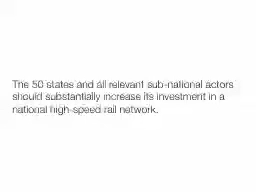 The 50 states and all relevant sub-national actors
should substantially increase its investment in a
national high-speed rail network.